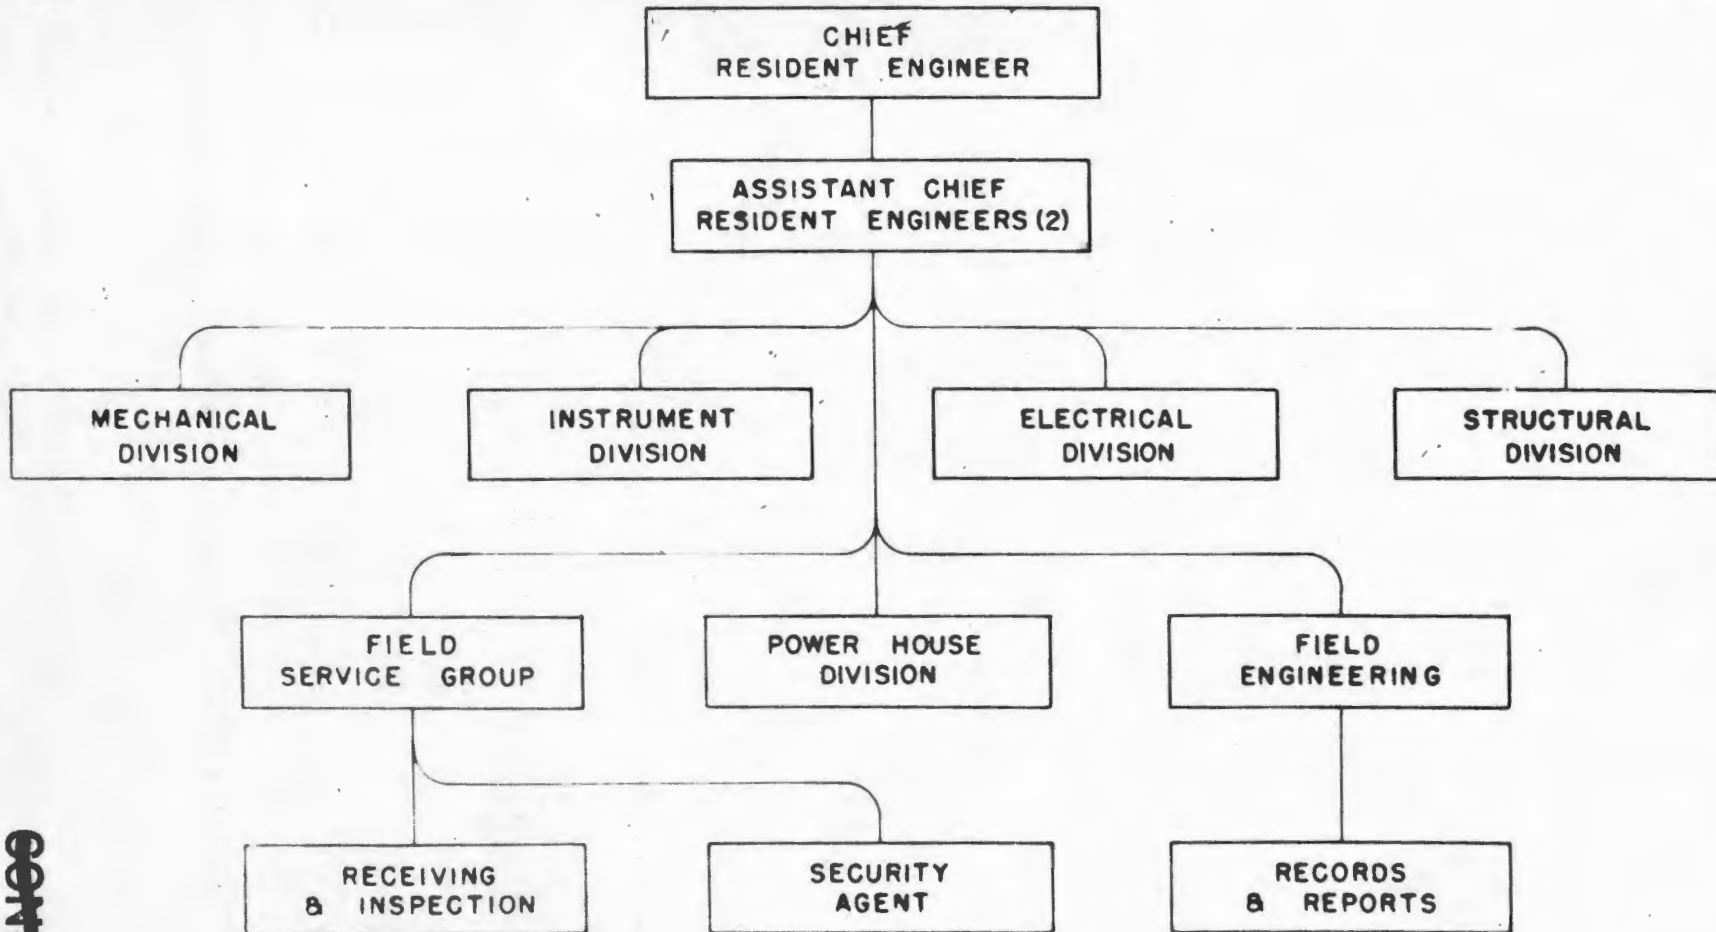 CHIEF
RESIDENT ENGINEER
ASSISTANT CHIEF
RESIDENT ENGINEERS (2)
MECHANICAL
DIVISION
INSTRUMENT
DIVISION
ELECTRICAL
DIVISION
STRUCTURAL
DIVISION
FIELD
SERVICE GROUP
POWER HOUSE
DIVISION
FIELD
ENGINEERING
RECEIVING
& INSPECTION
SECURITY
AGENT
RECORDS
& REPORTS